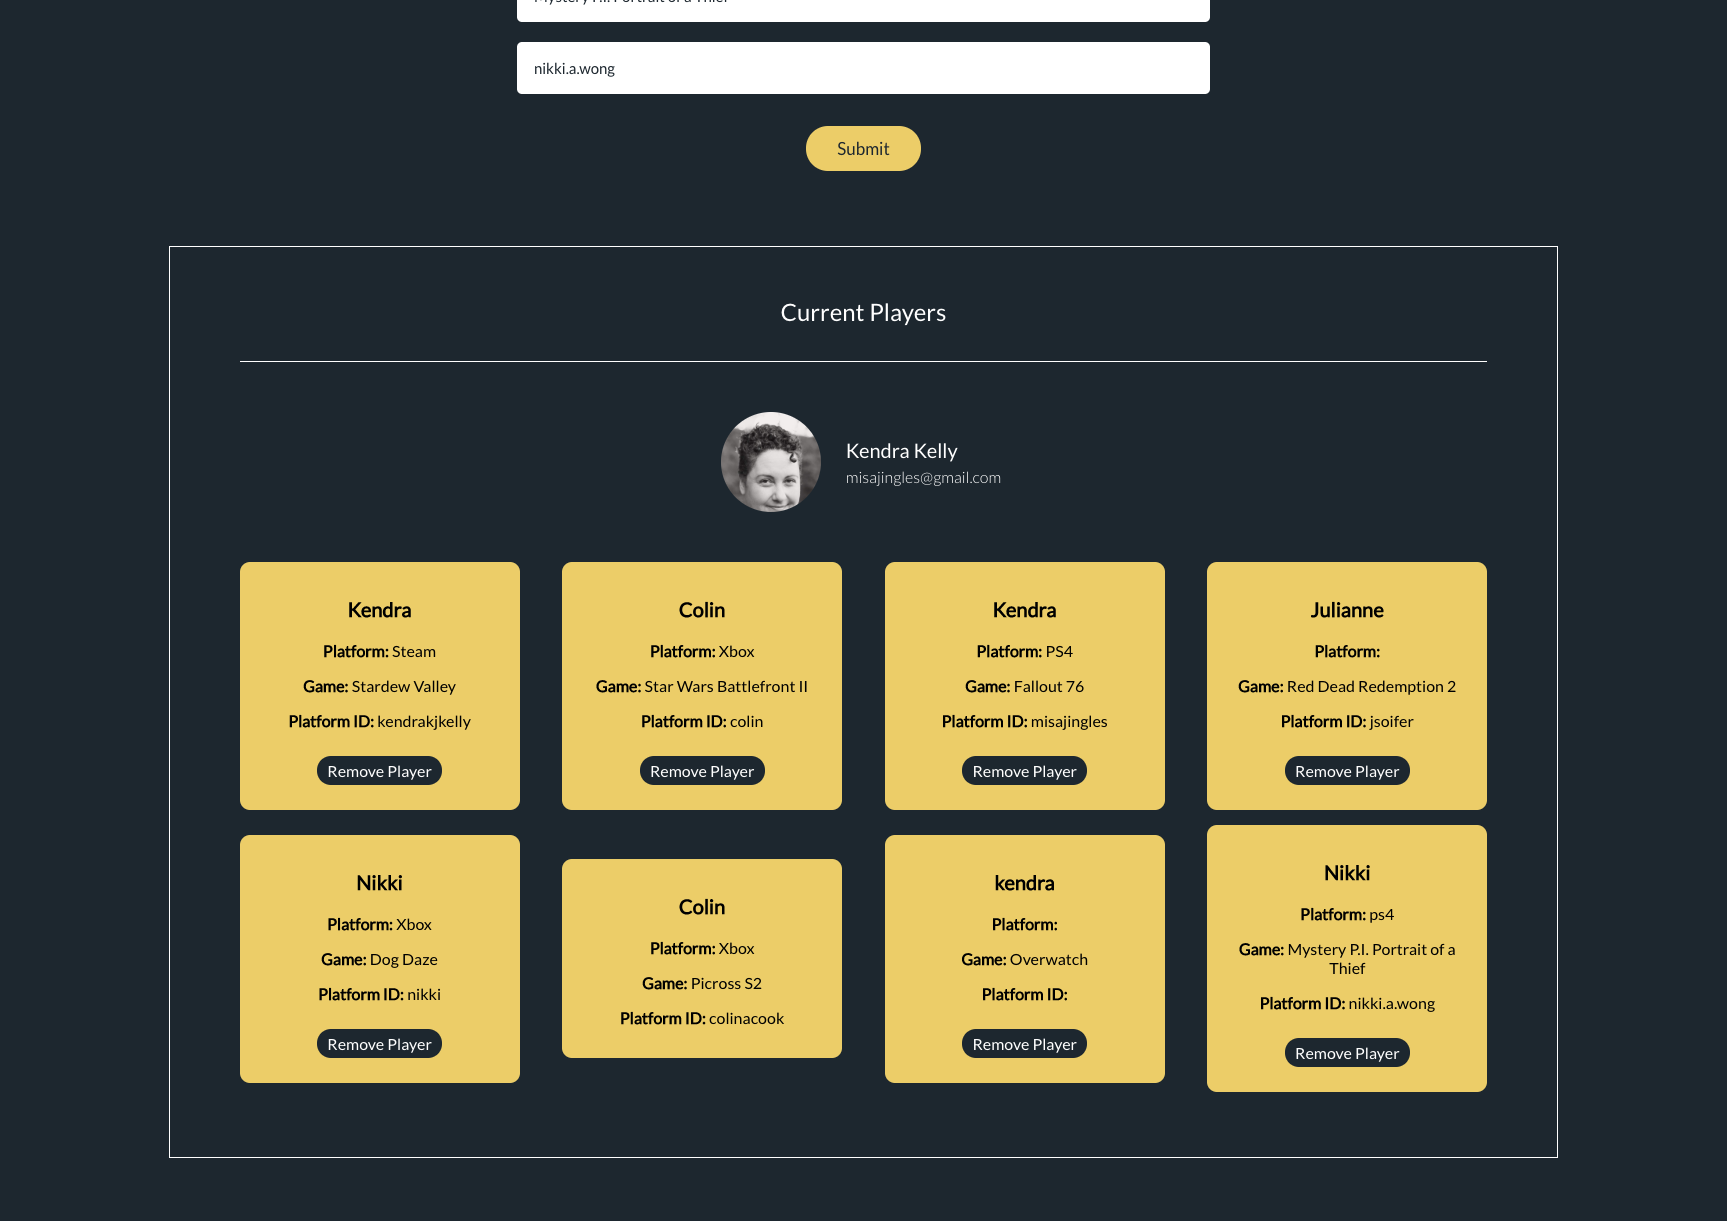 Mystery P.I. Portrait of a Thief
nikki.a.wong
Submit
Current Players
Kendra Kelly
misajingles@gmail.com
Kendra
Platform: Steam
Game: Stardew Valley
Platform ID: kendrakjkelly
Remove Player
Colin
Platform: Xbox
Game: Star Wars Battlefront II
Platform ID: colin
Remove Player
Kendra
Platform: PS4
Game: Fallout 76
Platform ID: misajingles
Remove Player
Julianne
Platform:
Game: Red Dead Redemption 2
Platform ID: jsoifer
Remove Player
Nikki
Platform: Xbox
Game: Dog Daze
Platform ID: nikki
Remove Player
Colin
Platform: Xbox
Game: Picross S2
Platform ID: colinacook
kendra
Platform:
Game: Overwatch
Platform ID:
Remove Player
Nikki
Platform: ps4
Game: Mystery P.I. Portrait of a
Thief
Platform ID: nikki.a.wong
Remove Player